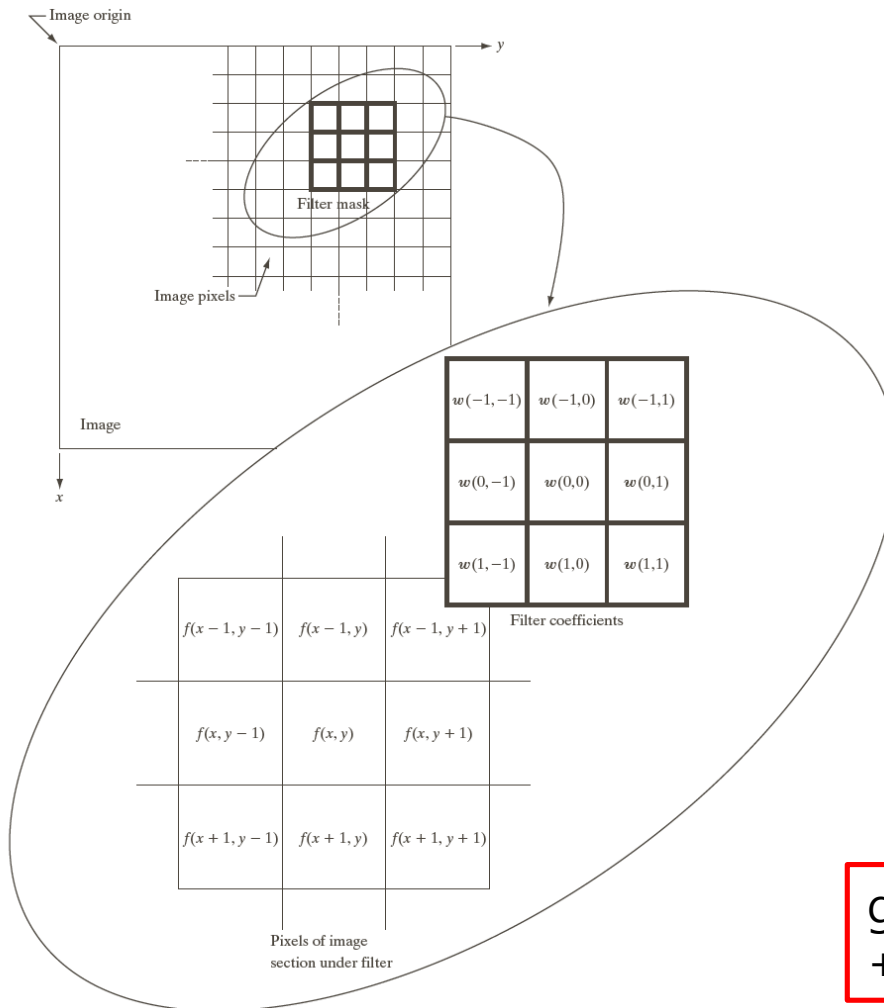 Image origin
y
Filter mask
Image pixels
Image
x
w(−1,−1) w(−1,0) w(−1,1)
w(0,−1) w(0,0) w(0,1)
w(1,−1) w(1,0) w(1,1)
Filter coefficients
f(x − 1, y − 1) f(x − 1, y) f(x − 1, y + 1)
f(x, y − 1) f(x, y) f(x, y + 1)
f(x + 1, y − 1) f(x + 1, y) f(x + 1, y + 1)
Pixels of image
section under filter
+